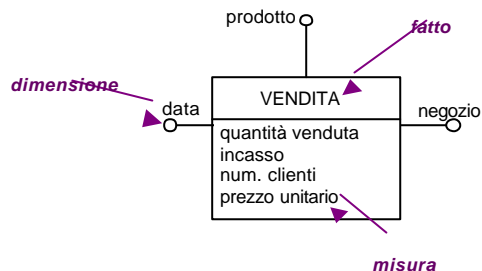 prodotto
fatto
dimensione
data
VENDITA
negozio
quantità venduta
incasso
num. clienti
prezzo unitario
misura